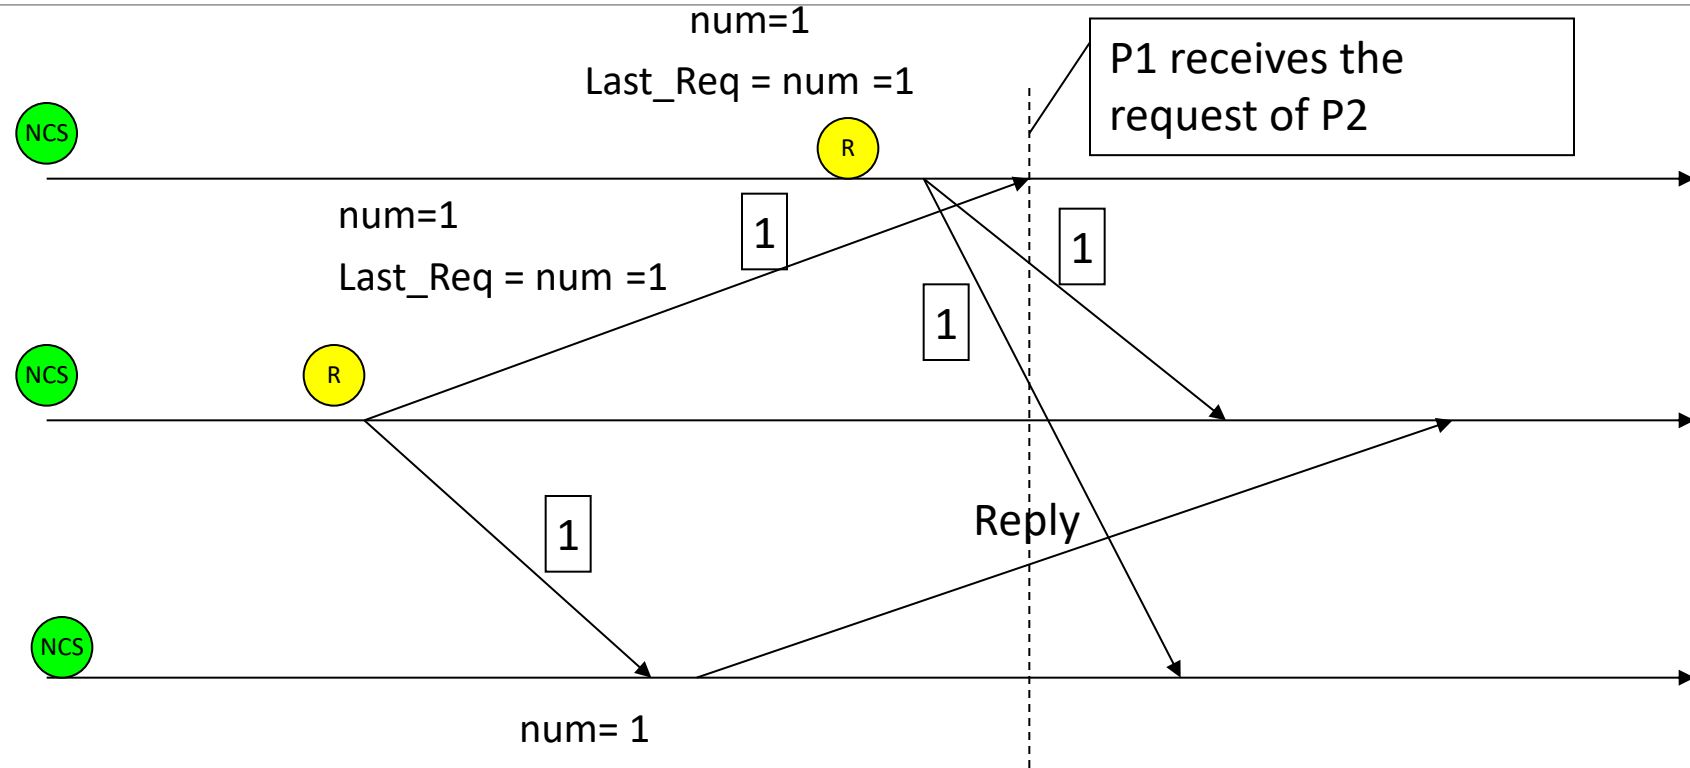 num=1
Last_Req = num =1
P1 receives the
request of P2
NCS
R
num=1
Last_Req = num =1
1
1
1
NCS
R
1
Reply
NCS
num= 1